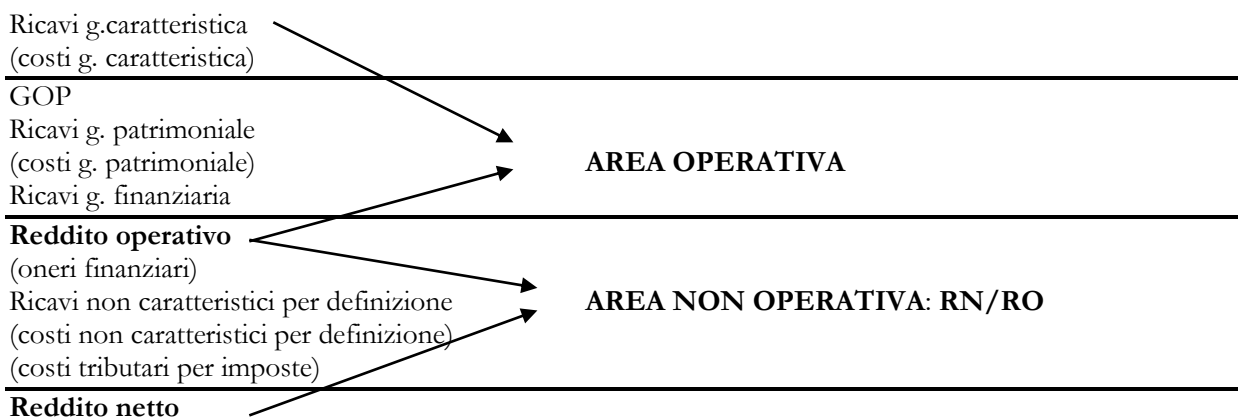 Ricavi g.caratteristica
(costi g. caratteristica)
GOP
Ricavi g. patrimoniale
(costi g. patrimoniale) AREA OPERATIVA
Ricavi g. finanziaria
Reddito operativo
(oneri finanziari)
Ricavi non caratteristici per definizione AREA NON OPERATIVA: RN/RO
(costi non caratteristici per definizione)
(costi tributari per imposte)
Reddito netto